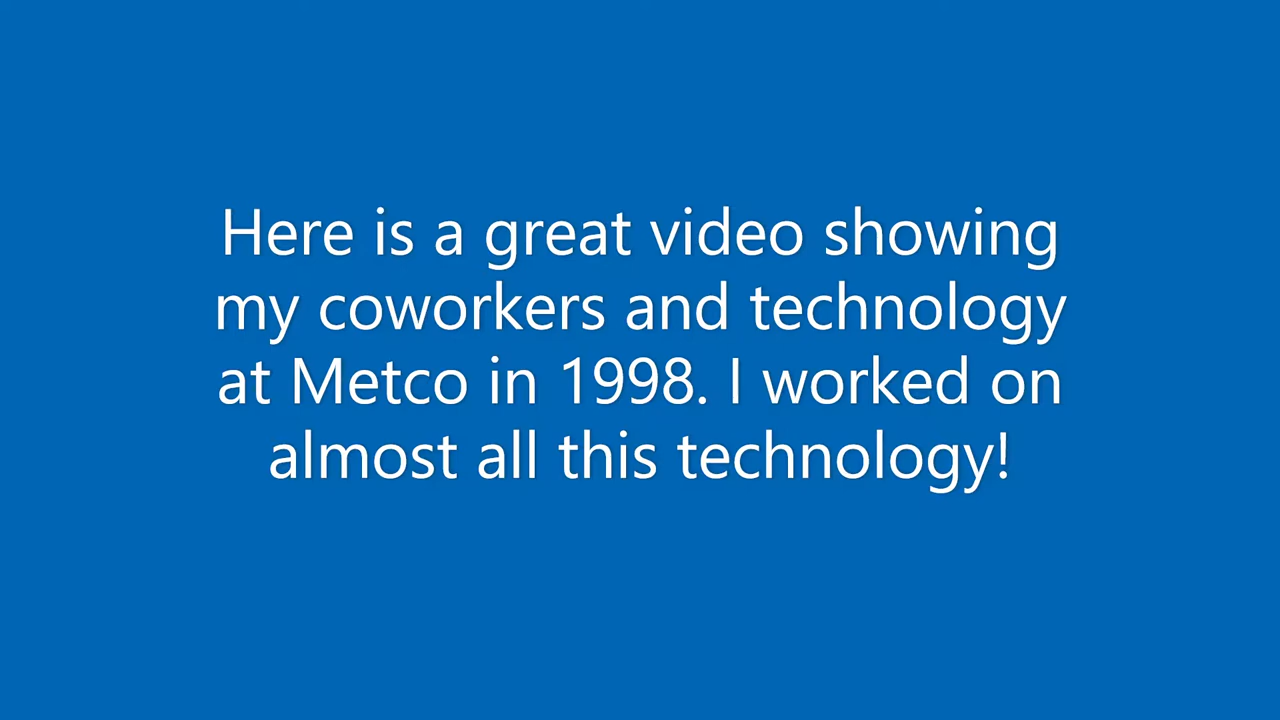 Here is a great video showing
my coworkers and technology
at Metco in 1998. I worked on
almost all this technology!